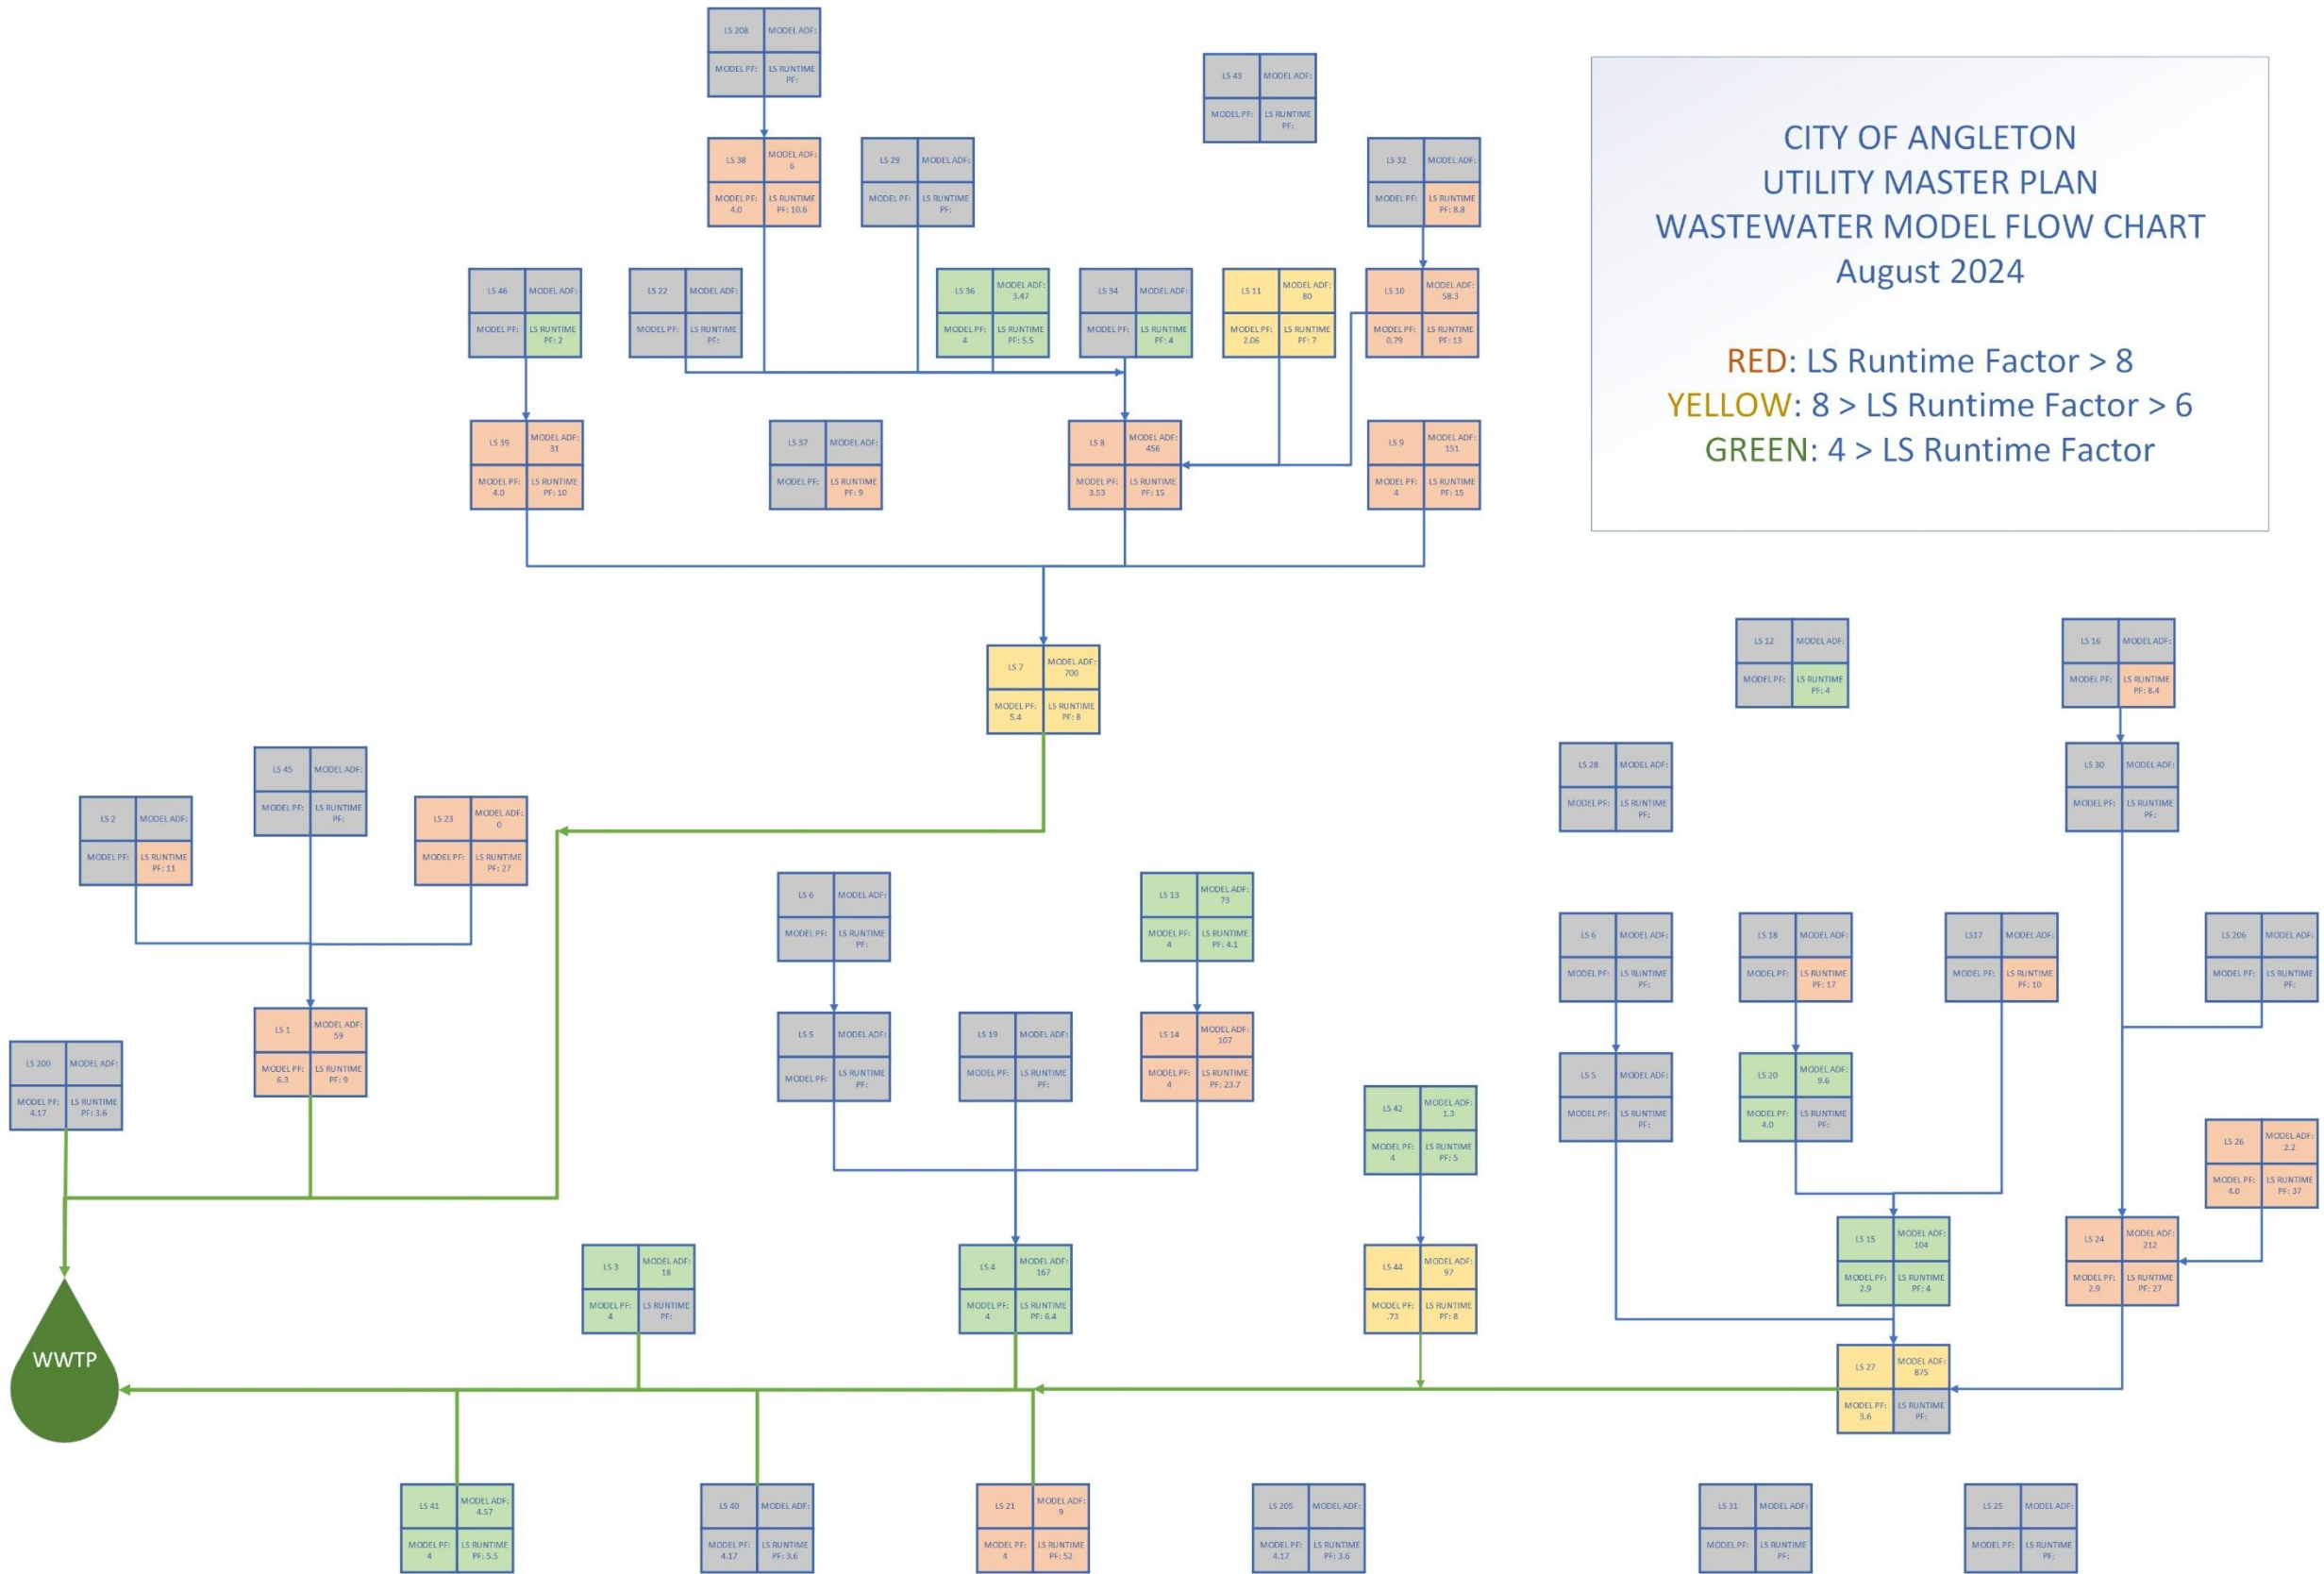 CITY OF ANGLETON
UTILITY MASTER PLAN
WASTEWATER MODEL FLOW CHART
August 2024
RED: LS Runtime Factor > 8
YELLOW: 8 > LS Runtime Factor > 6
GREEN: 4 > LS Runtime Factor
LS 208
MODEL ADF:
MODEL PF:
LS RUNTIME
PF:
LS 43
MODEL ADF:
MODEL PF:
LS RUNTIME
PF:
LS 38
MODEL ADF:
6
MODEL PF:
4.0
LS RUNTIME
PF: 10.6
LS 29
MODEL ADF:
MODEL PF:
LS RUNTIME
PF:
LS 32
MODEL ADF:
MODEL PF:
LS RUNTIME
PF: 8.8
LS 46
MODEL ADF:
MODEL PF:
LS RUNTIME
PF: 2
LS 22
MODEL ADF:
MODEL PF:
LS RUNTIME
PF:
LS 36
MODEL ADF:
3.47
MODEL PF:
4
LS RUNTIME
PF: 5.5
LS 34
MODEL ADF:
MODEL PF:
LS RUNTIME
PF: 4
LS 11
MODEL ADF:
80
MODEL PF:
2.06
LS RUNTIME
PF: 7
LS 10
MODEL ADF:
58.3
MODEL PF:
0.79
LS RUNTIME
PF: 13
LS 39
MODEL ADF:
31
MODEL PF:
4.0
LS RUNTIME
PF: 10
LS 37
MODEL ADF:
MODEL PF:
LS RUNTIME
PF: 9
LS 8
MODEL ADF:
456
MODEL PF:
3.53
LS RUNTIME
PF: 15
LS 9
MODEL ADF:
151
MODEL PF:
4
LS RUNTIME
PF: 15
LS 7
MODEL ADF:
700
MODEL PF:
5.4
LS RUNTIME
PF: 8
LS 12
MODEL ADF:
MODEL PF:
LS RUNTIME
PF: 4
LS 16
MODEL ADF:
MODEL PF:
LS RUNTIME
PF: 8.4
LS 28
MODEL ADF:
MODEL PF:
LS RUNTIME
PF:
LS 30
MODEL ADF:
MODEL PF:
LS RUNTIME
PF:
LS 45
MODEL ADF:
MODEL PF:
LS RUNTIME
PF:
LS 2
MODEL ADF:
MODEL PF:
LS RUNTIME
PF: 11
LS 23
MODEL ADF:
0
MODEL PF:
LS RUNTIME
PF: 27
LS 6
MODEL ADF:
MODEL PF:
LS RUNTIME
PF:
LS 13
MODEL ADF:
73
MODEL PF:
4
LS RUNTIME
PF: 4.1
LS 6
MODEL ADF:
MODEL PF:
LS RUNTIME
PF:
LS 18
MODEL ADF:
MODEL PF:
LS RUNTIME
PF: 17
LS17
MODEL ADF:
MODEL PF:
LS RUNTIME
PF: 10
LS 206
MODEL ADF:
MODEL PF:
LS RUNTIME
PF:
LS 1
MODEL ADF:
59
MODEL PF:
6.3
LS RUNTIME
PF: 9
LS 5
MODEL ADF:
MODEL PF:
LS RUNTIME
PF:
LS 19
MODEL ADF:
MODEL PF:
LS RUNTIME
PF:
LS 14
MODEL ADF:
107
MODEL PF:
4
LS RUNTIME
PF: 23.7
LS 200
MODEL ADF:
MODEL PF:
4.17
LS RUNTIME
PF: 3.6
LS 5
MODEL ADF:
MODEL PF:
LS RUNTIME
PF:
LS 20
MODEL ADF:
9.6
MODEL PF:
4.0
LS RUNTIME
PF:
LS 42
MODEL ADF:
1.3
MODEL PF:
4
LS RUNTIME
PF: 5
LS 26
MODEL ADF:
2.2
MODEL PF:
4.0
LS RUNTIME
PF: 37
LS 15
MODEL ADF:
104
MODEL PF:
2.9
LS RUNTIME
PF: 4
LS 24
MODEL ADF:
212
MODEL PF:
2.9
LS RUNTIME
PF: 27
LS 3
MODEL ADF:
18
MODEL PF:
4
LS RUNTIME
PF:
LS 4
MODEL ADF:
167
MODEL PF:
4
LS RUNTIME
PF: 6.4
LS 44
MODEL ADF:
97
MODEL PF:
.73
LS RUNTIME
PF: 8
WWTP
LS 27
MODEL ADF:
875
MODEL PF:
3.6
LS RUNTIME
PF:
LS 41
MODEL ADF:
4.57
MODEL PF:
4
LS RUNTIME
PF: 5.5
LS 40
MODEL ADF:
MODEL PF:
4.17
LS RUNTIME
PF: 3.6
LS 21
MODEL ADF:
9
MODEL PF:
4
LS RUNTIME
PF: 52
LS 205
MODEL ADF:
MODEL PF:
4.17
LS RUNTIME
PF: 3.6
LS 31
MODEL ADF:
MODEL PF:
LS RUNTIME
PF:
LS 25
MODEL ADF:
MODEL PF:
LS RUNTIME
PF: